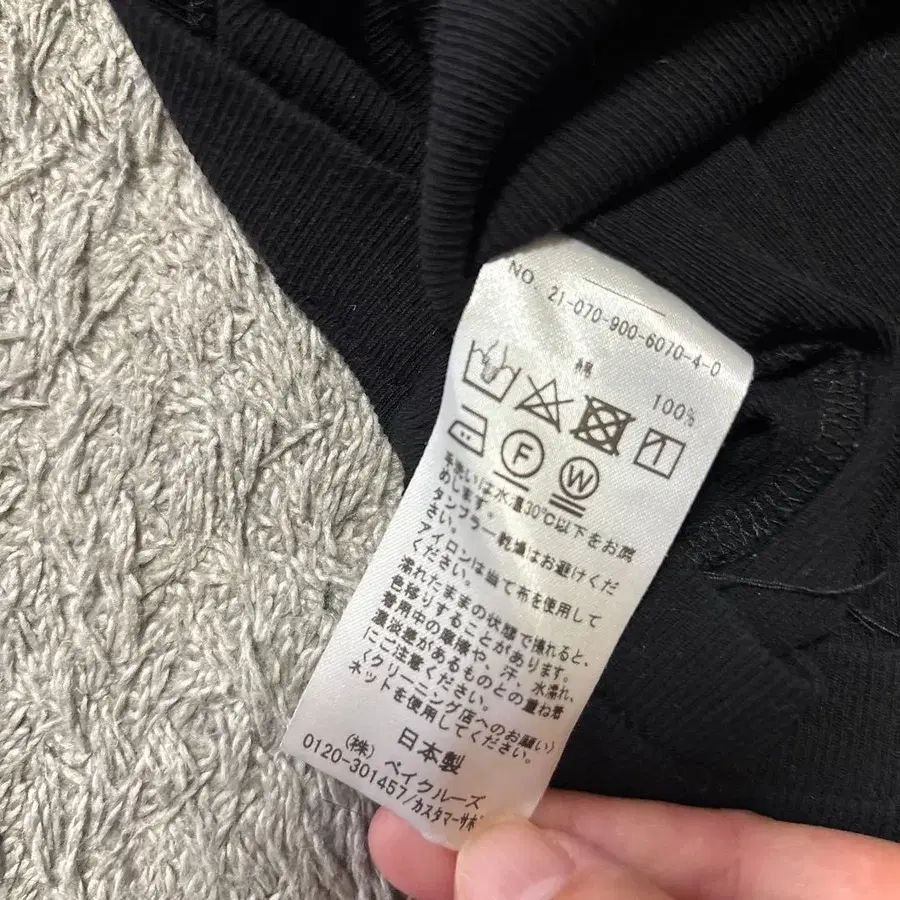 NO. 21-070-900-6070-4-0
綿 100%
F
W
手洗いは水温30℃以下をお薦
めします。
タンブラー乾燥はお避けくだ
さい。
アイロンは当て布を使用して
ください。
濡れたままの状態で擦れると、
色移りすることがあります。
着用中の摩擦や、汗、水濡れ、
濃淡差があるものとの重ね着
にご注意ください。
〈クリーニング店へのお願い〉
ネットを使用してください。
日本製
(株) ベイクルーズ
0120-301457/カスタマーサポ